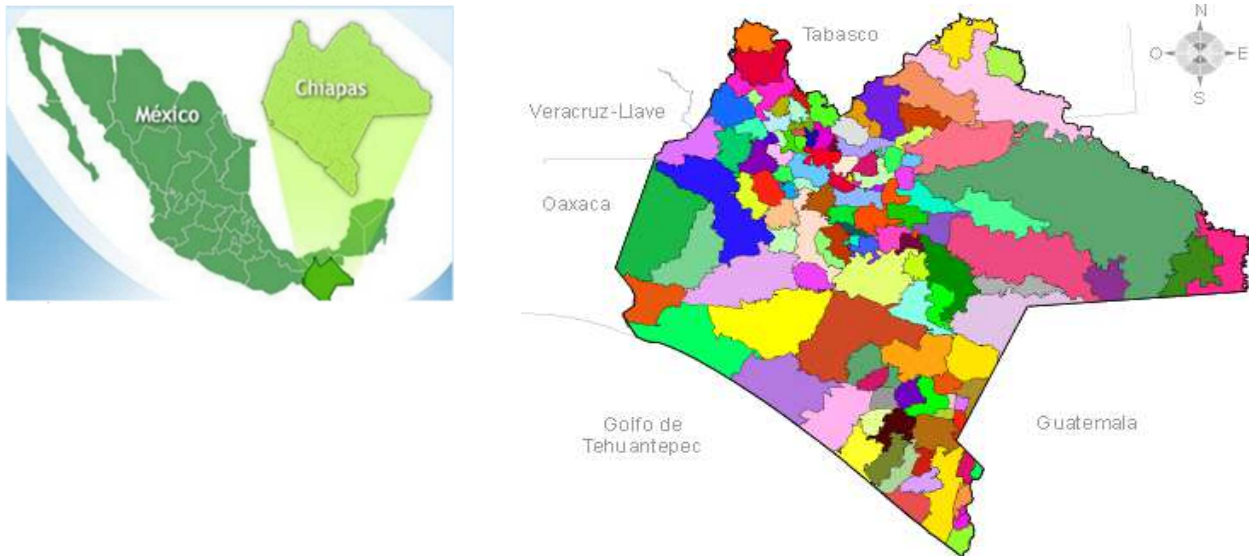 México
Chiapas
Tabasco
Veracruz-Llave
Oaxaca
Golfo de
Tehuantepec
Guatemala
N
O
E
S